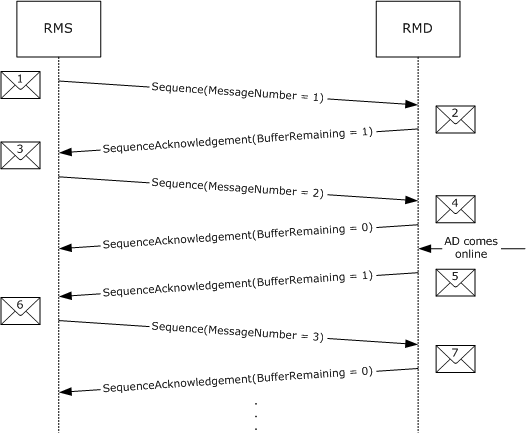 RMS
RMD
1
Sequence(MessageNumber = 1)
2
SequenceAcknowledgement(BufferRemaining = 1)
3
Sequence(MessageNumber = 2)
4
SequenceAcknowledgement(BufferRemaining = 0)
AD comes
online
5
SequenceAcknowledgement(BufferRemaining = 1)
6
Sequence(MessageNumber = 3)
7
SequenceAcknowledgement(BufferRemaining = 0)
.
.
.